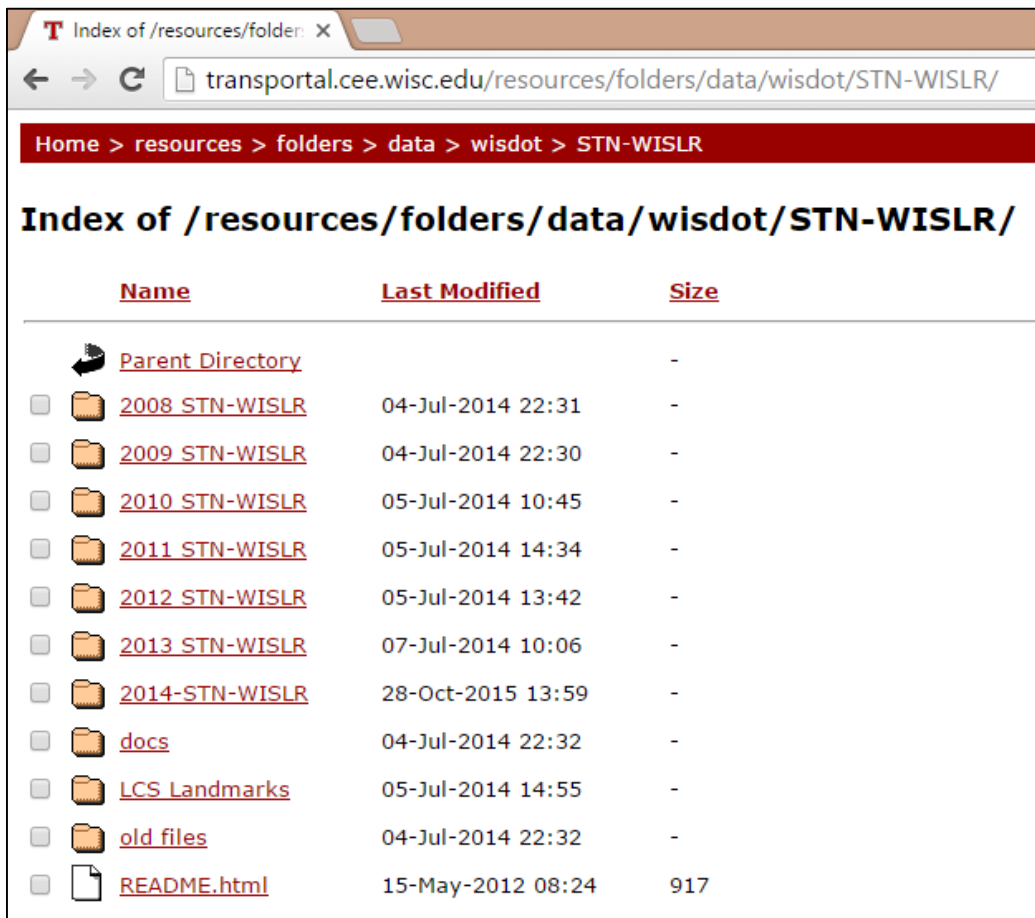 T Index of /resources/folder: ×
transportal.cee.wisc.edu/resources/folders/data/wisdot/STN-WISLR/
Home > resources > folders > data > wisdot > STN-WISLR
Index of /resources/folders/data/wisdot/STN-WISLR/
Name Last Modified Size
Parent Directory -
2008 STN-WISLR 04-Jul-2014 22:31 -
2009 STN-WISLR 04-Jul-2014 22:30 -
2010 STN-WISLR 05-Jul-2014 10:45 -
2011 STN-WISLR 05-Jul-2014 14:34 -
2012 STN-WISLR 05-Jul-2014 13:42 -
2013 STN-WISLR 07-Jul-2014 10:06 -
2014-STN-WISLR 28-Oct-2015 13:59 -
docs 04-Jul-2014 22:32 -
LCS Landmarks 05-Jul-2014 14:55 -
old files 04-Jul-2014 22:32 -
README.html 15-May-2012 08:24 917